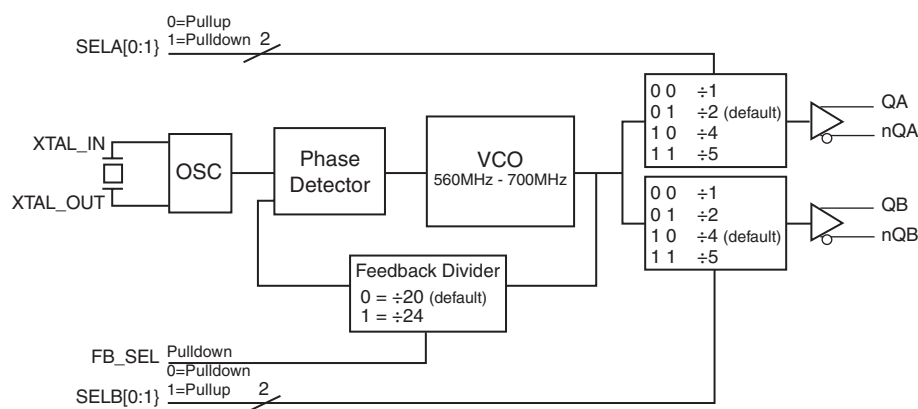 0=Pullup
SELA[0:1} 1=Pulldown 2
0 0 ÷1
0 1 ÷2 (default)
1 0 ÷4
1 1 ÷5
QA
nQA
XTAL_IN
XTAL_OUT
OSC
Phase
Detector
VCO
560MHz - 700MHz
0 0 ÷1
0 1 ÷2
1 0 ÷4 (default)
1 1 ÷5
QB
nQB
Feedback Divider
0 = ÷20 (default)
1 = ÷24
FB_SEL Pulldown
0=Pulldown
SELB[0:1} 1=Pullup 2